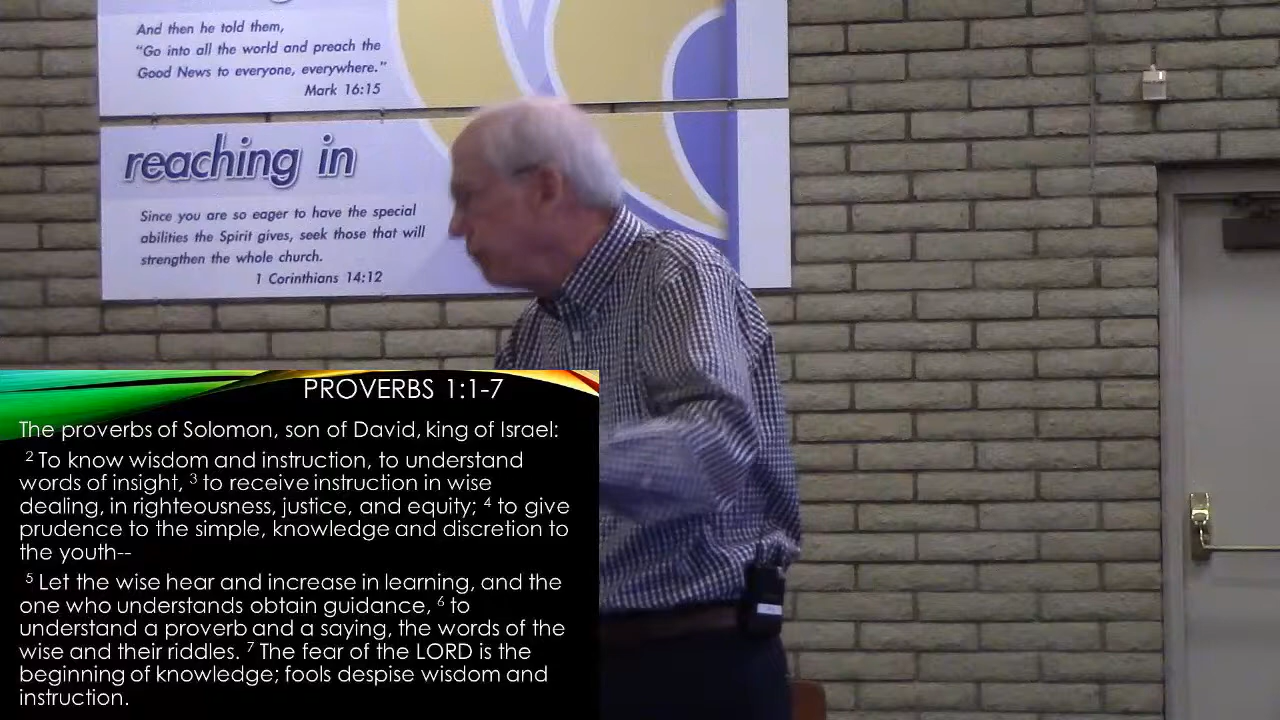 And then he told them,
"Go into all the world and preach the
Good News to everyone, everywhere."
Mark 16:15
reaching in
Since you are so eager to have the special
abilities the Spirit gives, seek those that will
strengthen the whole church.
1 Corinthians 14:12
PROVERBS 1:1-7
The proverbs of Solomon, son of David, king of Israel:
2 To know wisdom and instruction, to understand
words of insight, 3 to receive instruction in wise
dealing, in righteousness, justice, and equity; 4 to give
prudence to the simple, knowledge and discretion to
the youth--
5 Let the wise hear and increase in learning, and the
one who understands obtain guidance, 6 to
understand a proverb and a saying, the words of the
wise and their riddles. 7 The fear of the LORD is the
beginning of knowledge; fools despise wisdom and
instruction.